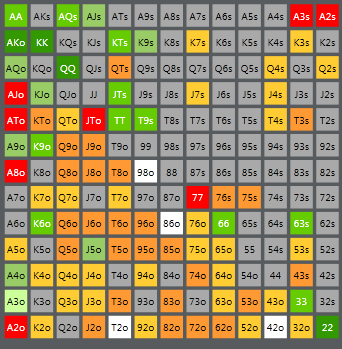 AA AKs AQs AJs ATs A9s A8s A7s A6s A5s A4s A3s A2s
AKo KK KQs KJs KTs K9s K8s K7s K6s K5s K4s K3s K2s
AQo KQo QQ QJs QTs Q9s Q8s Q7s Q6s Q5s Q4s Q3s Q2s
AJo KJo QJo JJ JTs J9s J8s J7s J6s J5s J4s J3s J2s
ATo KTo QTo JTo TT T9s T8s T7s T6s T5s T4s T3s T2s
A9o K9o Q9o J9o T9o 99 98s 97s 96s 95s 94s 93s 92s
A8o K8o Q8o J8o T8o 98o 88 87s 86s 85s 84s 83s 82s
A7o K7o Q7o J7o T7o 97o 87o 77 76s 75s 74s 73s 72s
A6o K6o Q6o J6o T6o 96o 86o 76o 66 65s 64s 63s 62s
A5o K5o Q5o J5o T5o 95o 85o 75o 65o 55 54s 53s 52s
A4o K4o Q4o J4o T4o 94o 84o 74o 64o 54o 44 43s 42s
A3o K3o Q3o J3o T3o 93o 83o 73o 63o 53o 43o 33 32s
A2o K2o Q2o J2o T2o 92o 82o 72o 62o 52o 42o 32o 22